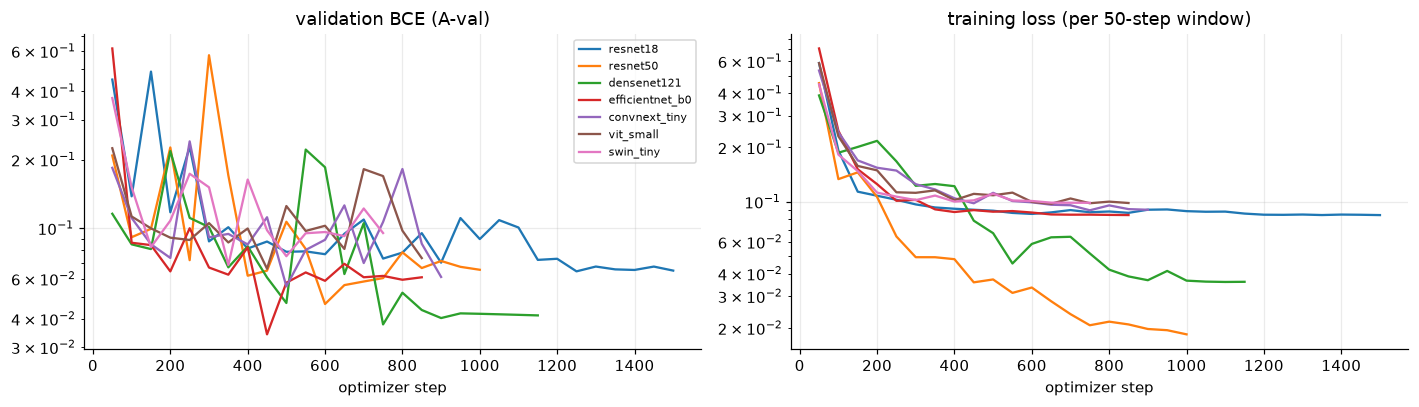 validation BCE (A-val)
6 × 10⁻¹
4 × 10⁻¹
3 × 10⁻¹
2 × 10⁻¹
10⁻¹
6 × 10⁻²
4 × 10⁻²
3 × 10⁻²
resnet18
resnet50
densenet121
efficientnet_b0
convnext_tiny
vit_small
swin_tiny
0 200 400 600 800 1000 1200 1400
optimizer step
training loss (per 50-step window)
6 × 10⁻¹
4 × 10⁻¹
3 × 10⁻¹
2 × 10⁻¹
10⁻¹
6 × 10⁻²
4 × 10⁻²
3 × 10⁻²
2 × 10⁻²
0 200 400 600 800 1000 1200 1400
optimizer step